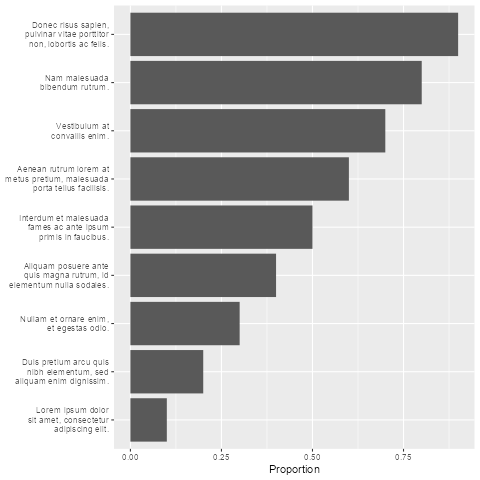 Donec risus sapien,
pulvinar vitae porttitor
non, lobortis ac felis.
Nam malesuada
bibendum rutrum.
Vestibulum at
convallis enim.
Aenean rutrum lorem at
metus pretium, malesuada
porta tellus facilisis.
Interdum et malesuada
fames ac ante ipsum
primis in faucibus.
Aliquam posuere ante
quis magna rutrum, id
elementum nulla sodales.
Nullam et ornare enim,
et egestas odio.
Duis pretium arcu quis
nibh elementum, sed
aliquam enim dignissim.
Lorem ipsum dolor
sit amet, consectetur
adipiscing elit.
0.00 0.25 0.50 0.75
Proportion